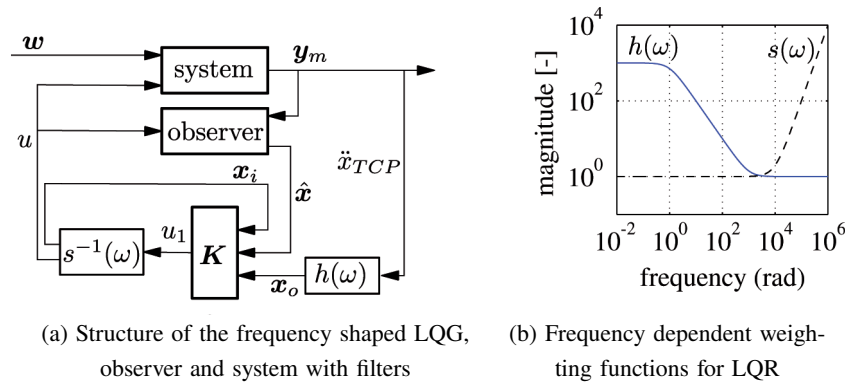 w
system
y_m
observer
u
ẍ_TCP
x_i
x̂
u_1
s^{-1}(ω)
K
x_o
h(ω)
(a) Structure of the frequency shaped LQG,
observer and system with filters
magnitude [-]
10^4
10^2
10^0
h(ω)
s(ω)
10^{-2} 10^0 10^2 10^4 10^6
frequency (rad)
(b) Frequency dependent weigh-
ting functions for LQR